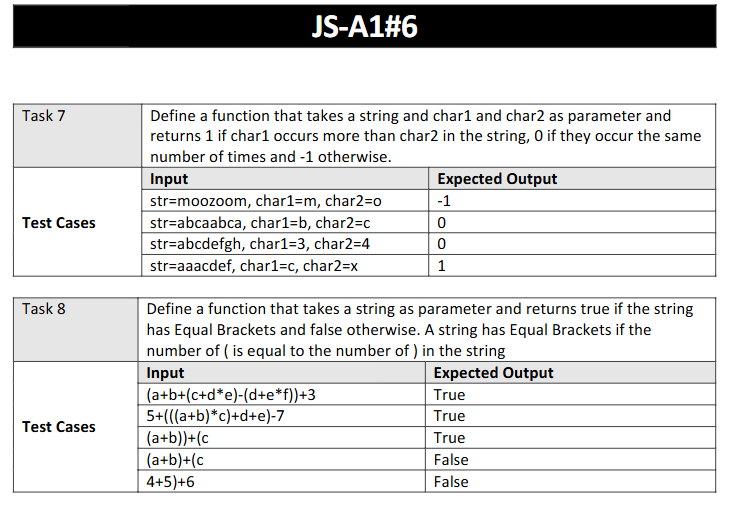 JS-A1#6
Task 7
Define a function that takes a string and char1 and char2 as parameter and
returns 1 if char1 occurs more than char2 in the string, 0 if they occur the same
number of times and -1 otherwise.
Test Cases
Input Expected Output
str=moozoom, char1=m, char2=o -1
str=abcaabca, char1=b, char2=c 0
str=abcdefgh, char1=3, char2=4 0
str=aaacdef, char1=c, char2=x 1
Task 8
Define a function that takes a string as parameter and returns true if the string
has Equal Brackets and false otherwise. A string has Equal Brackets if the
number of ( is equal to the number of ) in the string
Test Cases
Input Expected Output
(a+b+(c+d*e)-(d+e*f))+3 True
5+(((a+b)*c)+d+e)-7 True
(a+b))+(c True
(a+b)+(c False
4+5)+6 False